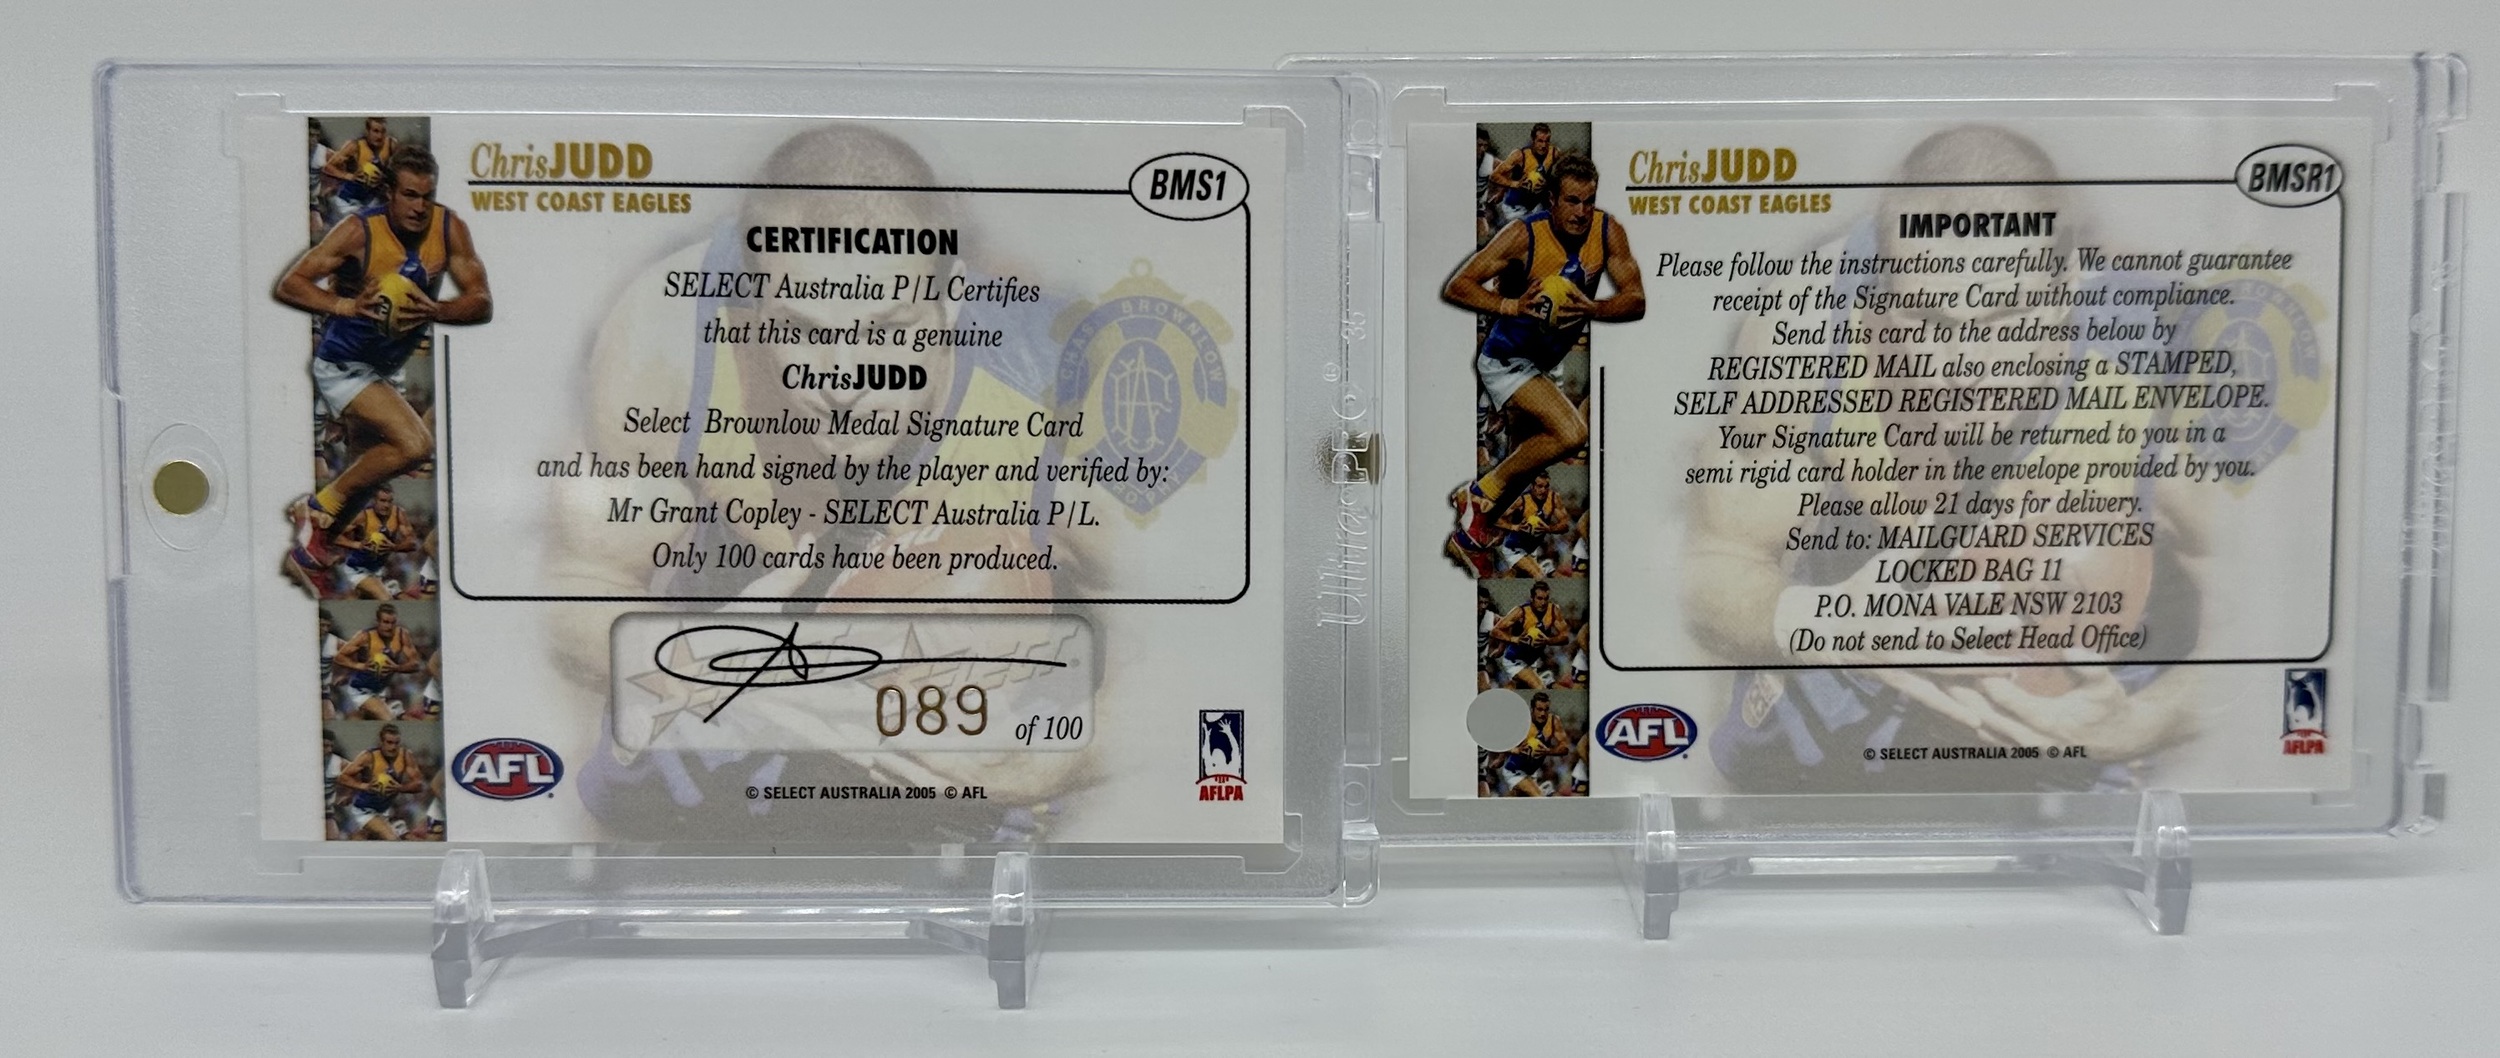 ChrisJUDD
WEST COAST EAGLES
BMS1
CERTIFICATION
SELECT Australia P/L Certifies
that this card is a genuine
ChrisJUDD
Select Brownlow Medal Signature Card
and has been hand signed by the player and verified by:
Mr Grant Copley - SELECT Australia P/L.
Only 100 cards have been produced.
089 of 100
AFL
© SELECT AUSTRALIA 2005 © AFL
AFLPA
CHAS. BROWNLOW
TROPHY
UltraPRO® 35
ChrisJUDD
WEST COAST EAGLES
BMSR1
IMPORTANT
Please follow the instructions carefully. We cannot guarantee
receipt of the Signature Card without compliance.
Send this card to the address below by
REGISTERED MAIL also enclosing a STAMPED,
SELF ADDRESSED REGISTERED MAIL ENVELOPE.
Your Signature Card will be returned to you in a
semi rigid card holder in the envelope provided by you.
Please allow 21 days for delivery.
Send to: MAILGUARD SERVICES
LOCKED BAG 11
P.O. MONA VALE NSW 2103
(Do not send to Select Head Office)
AFL
© SELECT AUSTRALIA 2005 © AFL
AFLPA